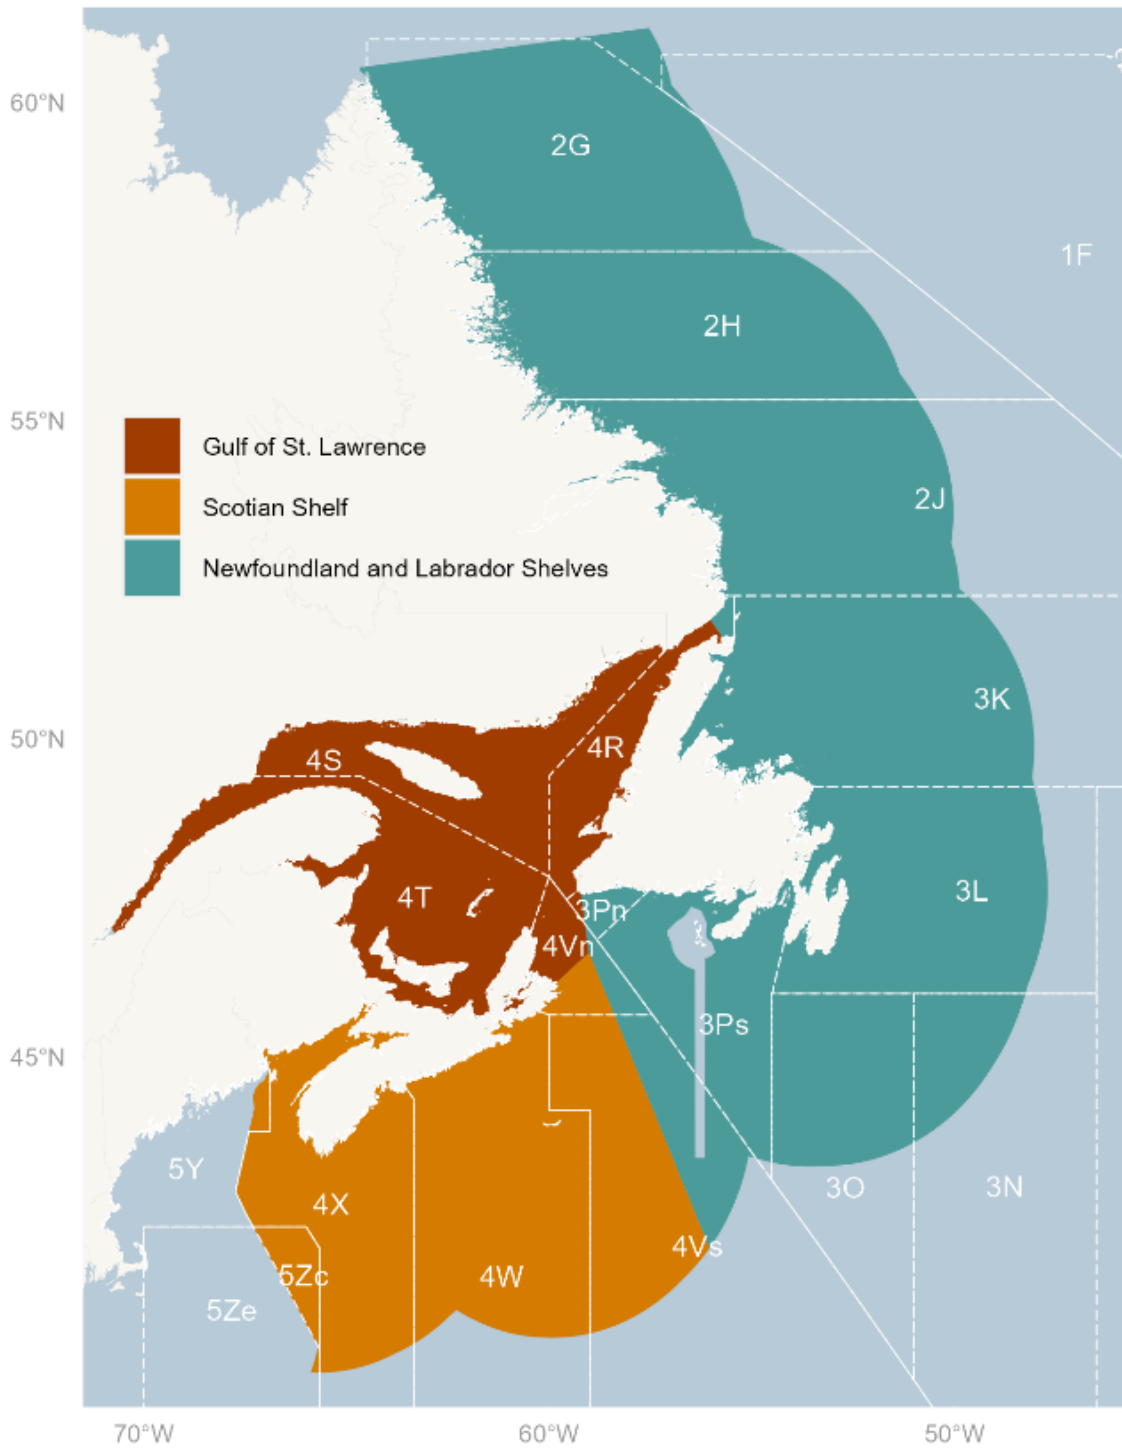 60°N
2G
1F
2H
55°N
Gulf of St. Lawrence
2J
Scotian Shelf
Newfoundland and Labrador Shelves
3K
50°N
4R
4S
4T
3L
3Pn
4Vn
3Ps
45°N
5Y
3O
3N
4X
4Vs
5Zc
4W
5Ze
70°W
60°W
50°W